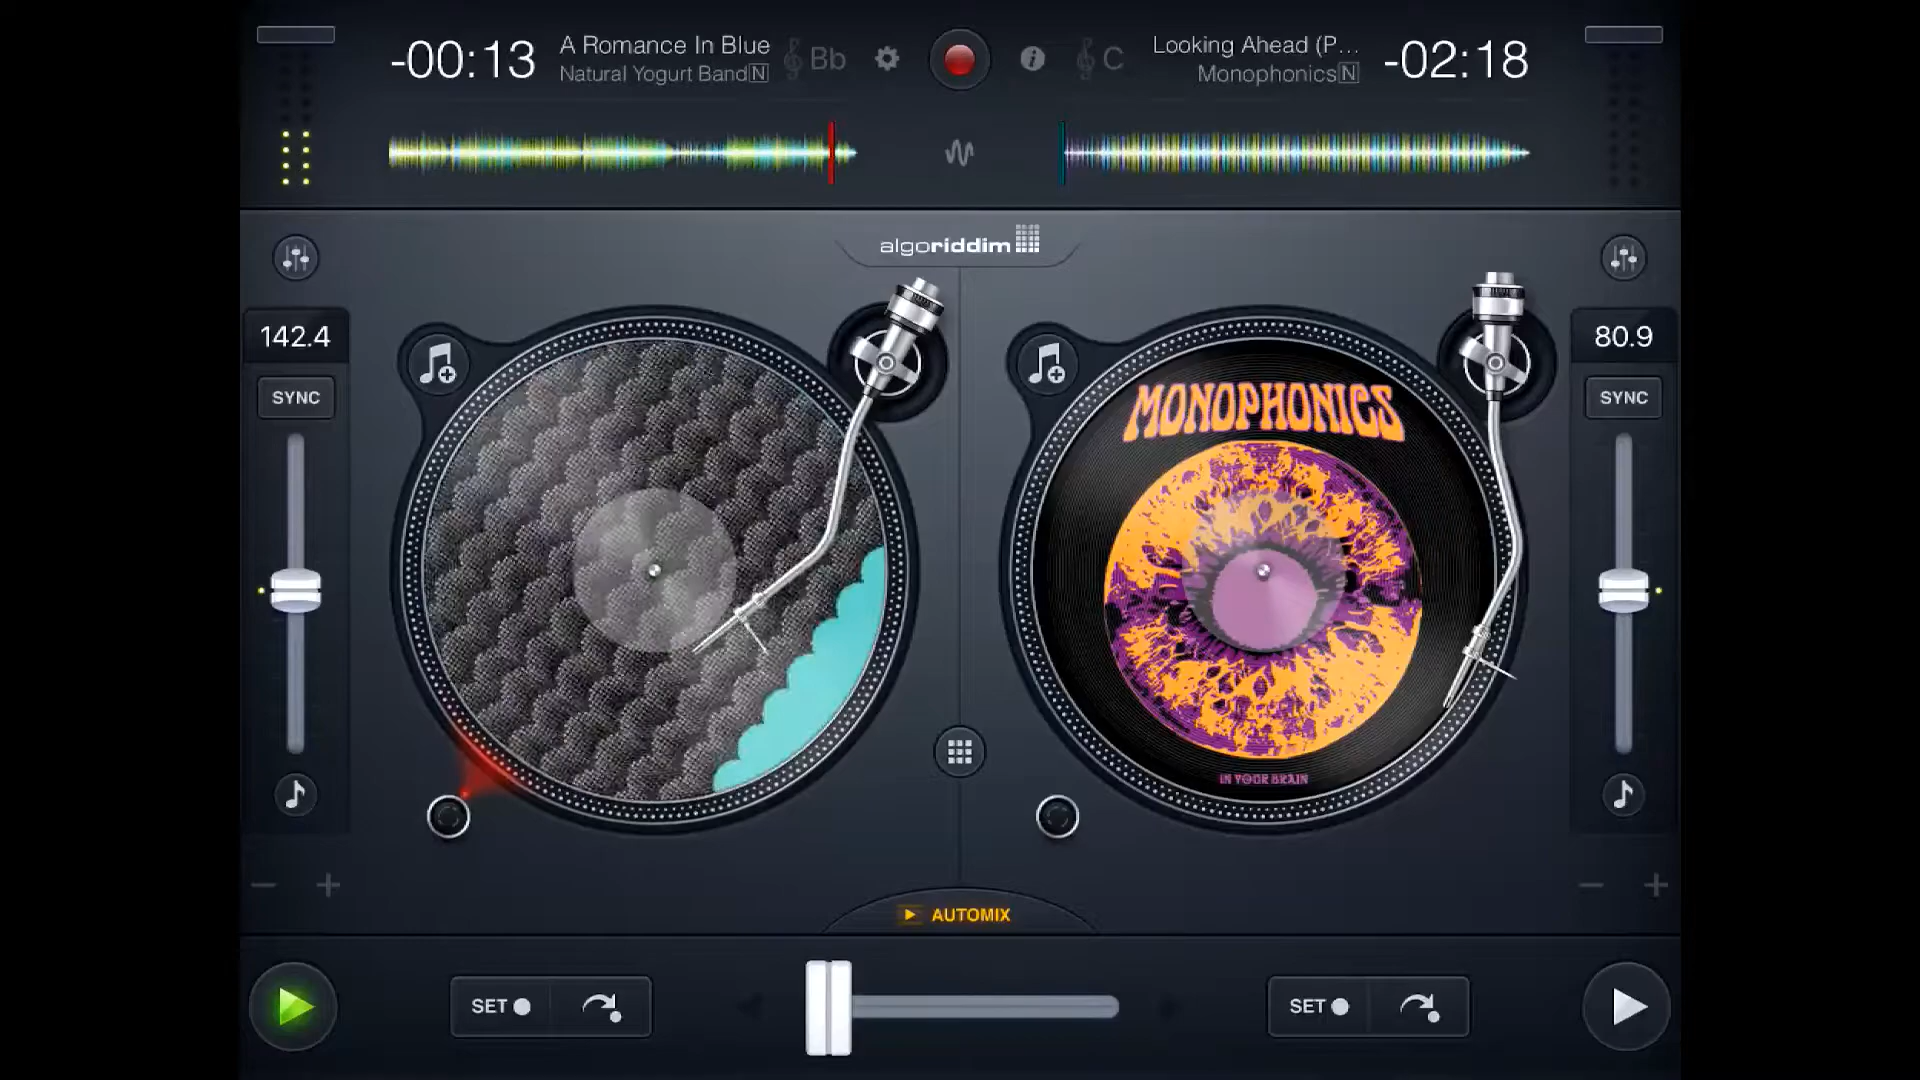 -00:13
A Romance In Blue
Natural Yogurt Band N
Bb
C
Looking Ahead (P...
Monophonics N
-02:18
algoriddim
142.4
SYNC
80.9
SYNC
MONOPHONICS
IN YOUR BRAIN
AUTOMIX
SET
SET